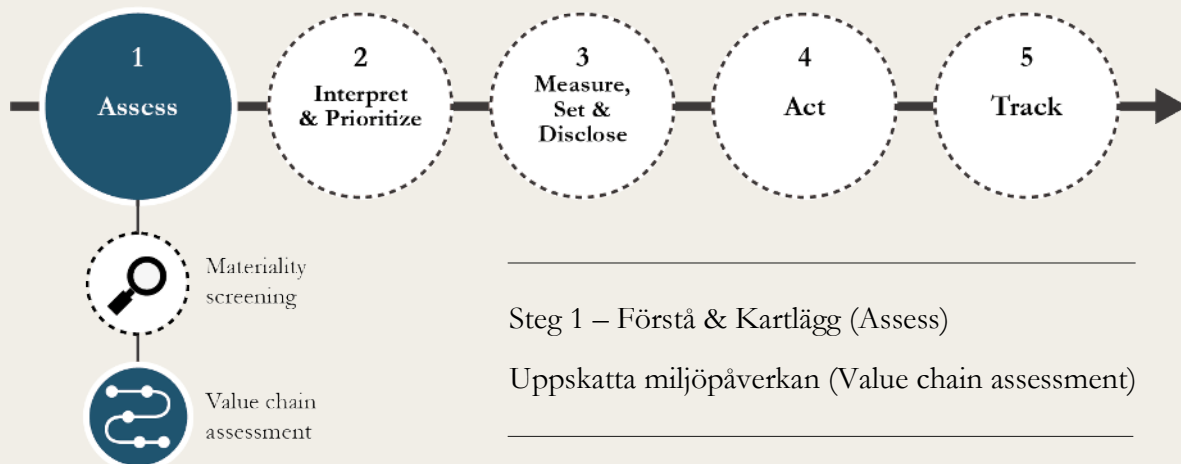 1
Assess
2
Interpret
& Prioritize
3
Measure,
Set &
Disclose
4
Act
5
Track
Materiality
screening
Value chain
assessment
Steg 1 – Förstå & Kartlägg (Assess)
Uppskatta miljöpåverkan (Value chain assessment)